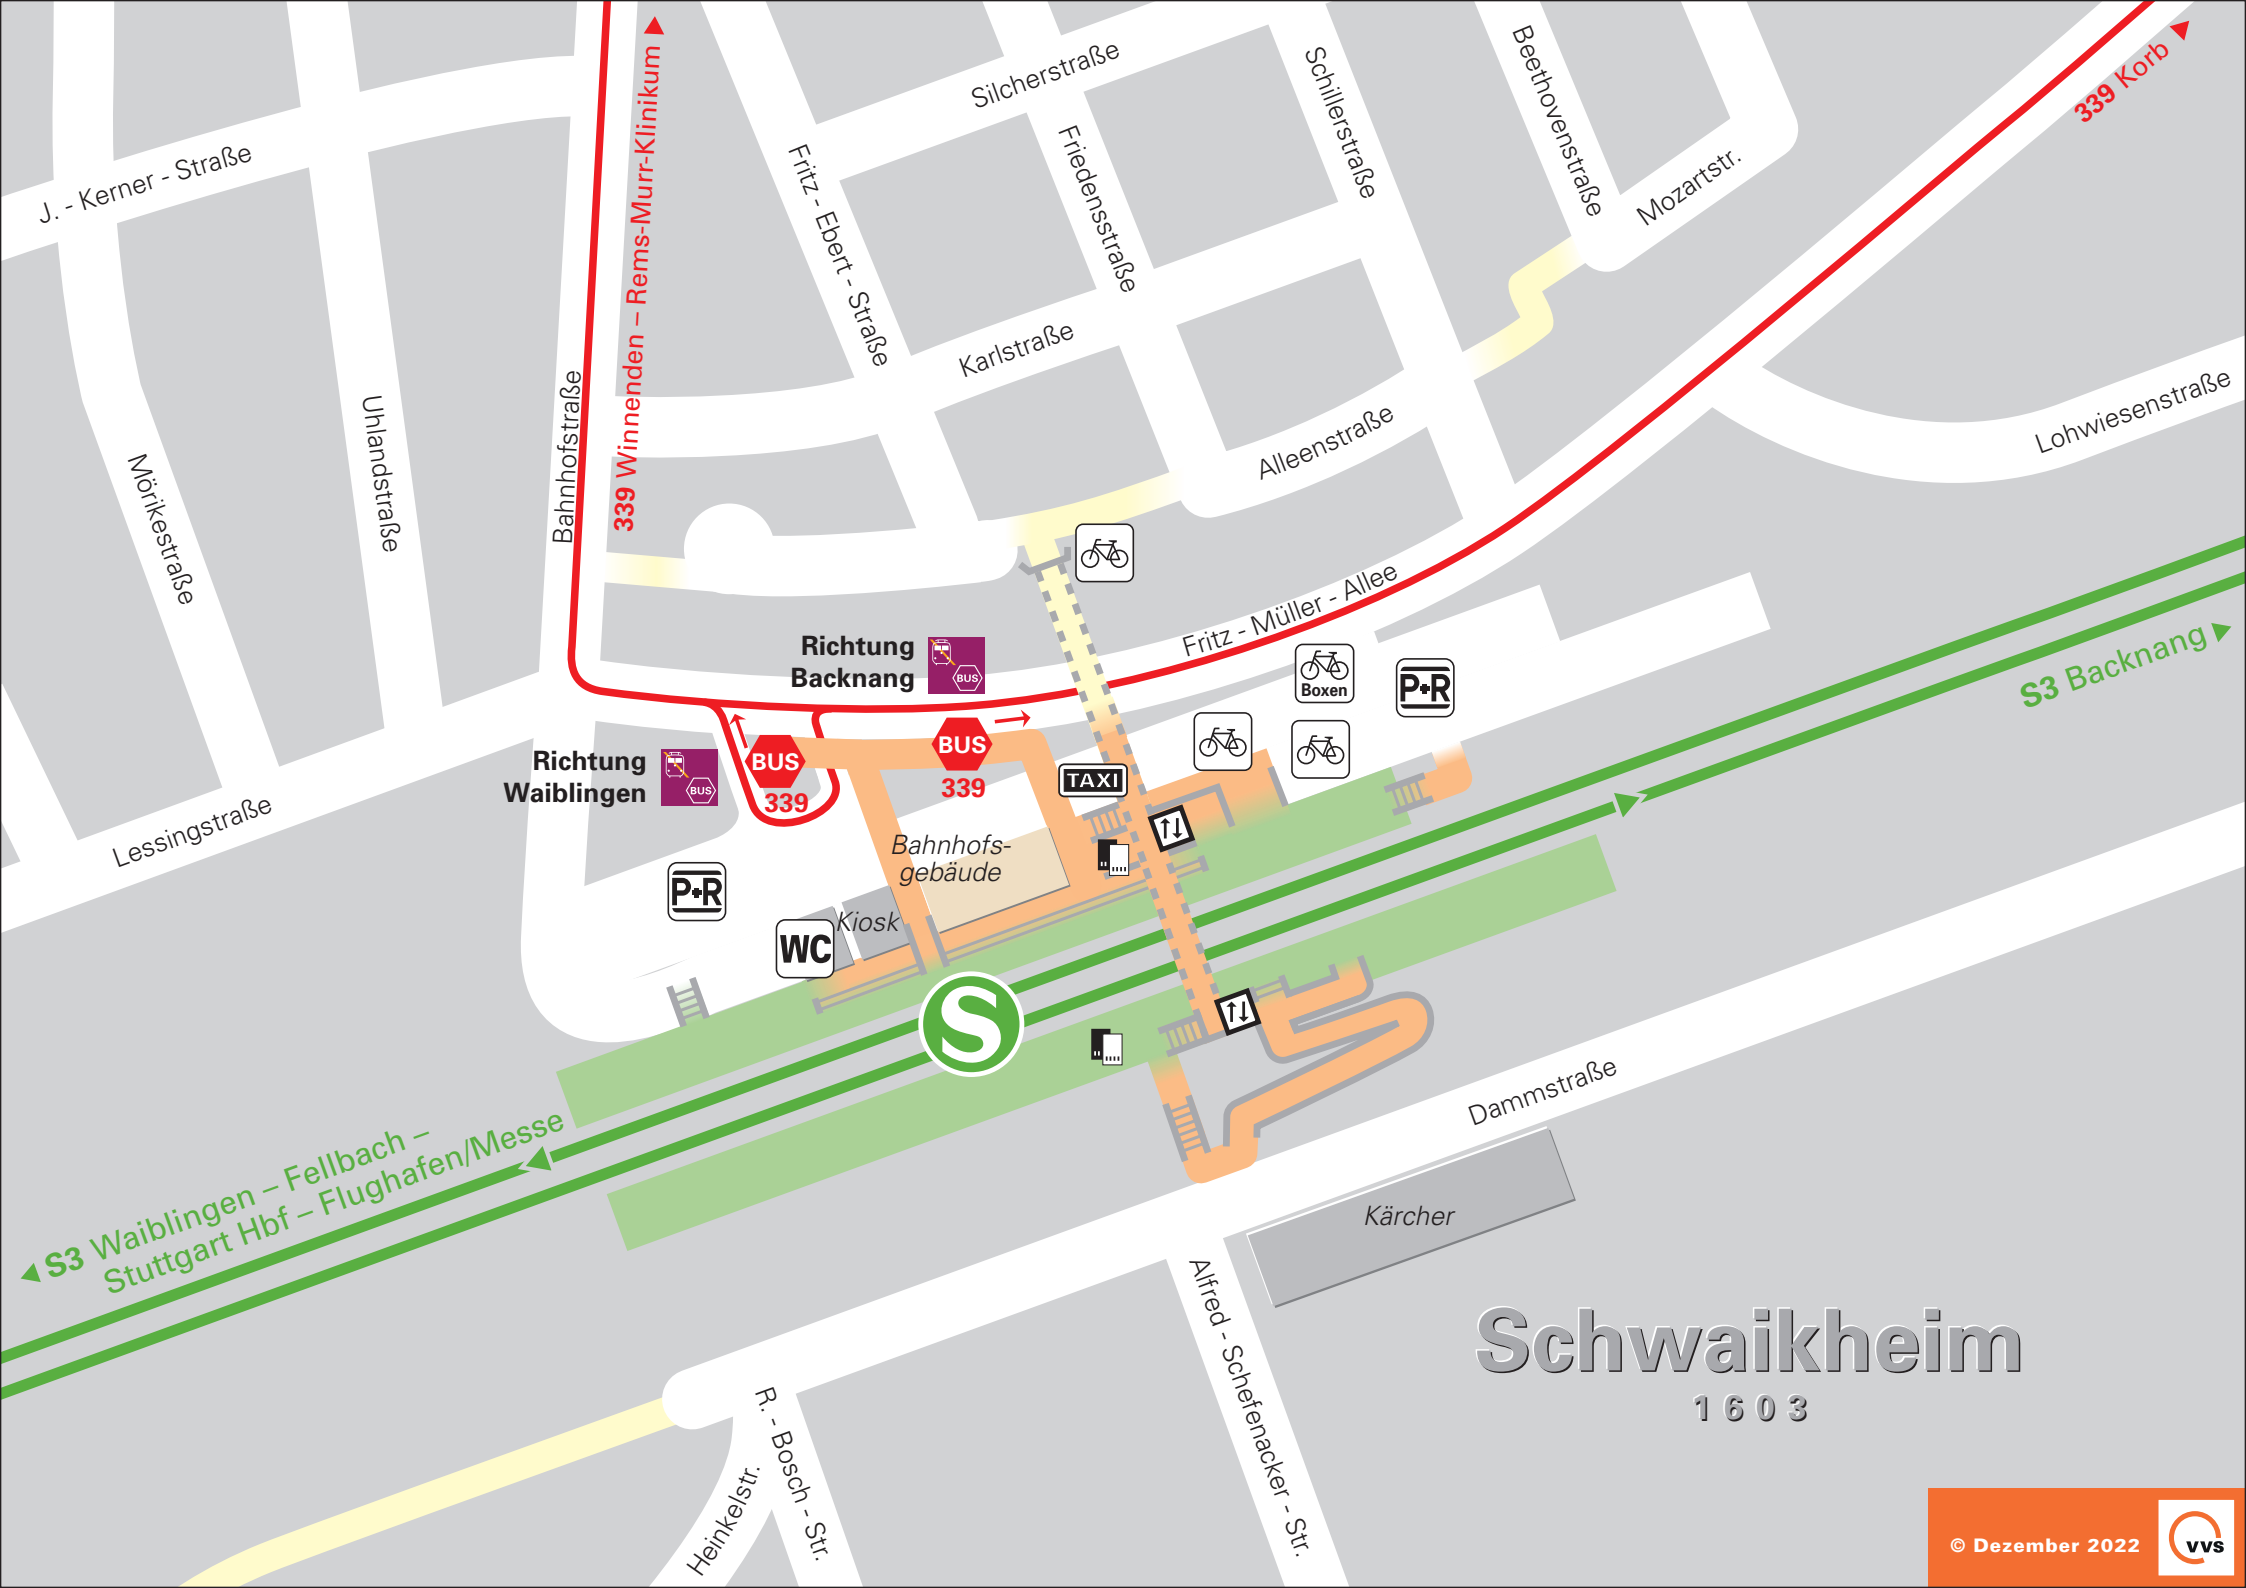 339 Winnenden – Rems-Murr-Klinikum
339 Korb
Silcherstraße
Schillerstraße
Beethovenstraße
Mozartstr.
J. - Kerner - Straße
Fritz - Ebert - Straße
Friedensstraße
Karlstraße
Alleenstraße
Lohwiesenstraße
Bahnhofstraße
Uhlandstraße
Mörikestraße
Lessingstraße
Fritz - Müller - Allee
Richtung
Backnang
BUS
Richtung
Waiblingen
BUS
BUS
339
BUS
339
TAXI
Boxen
P+R
S3 Backnang
Bahnhofs-
gebäude
Kiosk
WC
P+R
S
S3 Waiblingen – Fellbach –
Stuttgart Hbf – Flughafen/Messe
Dammstraße
Kärcher
Alfred - Schefenacker - Str.
R. - Bosch - Str.
Heinkelstr.
Schwaikheim
1603
© Dezember 2022
vvs